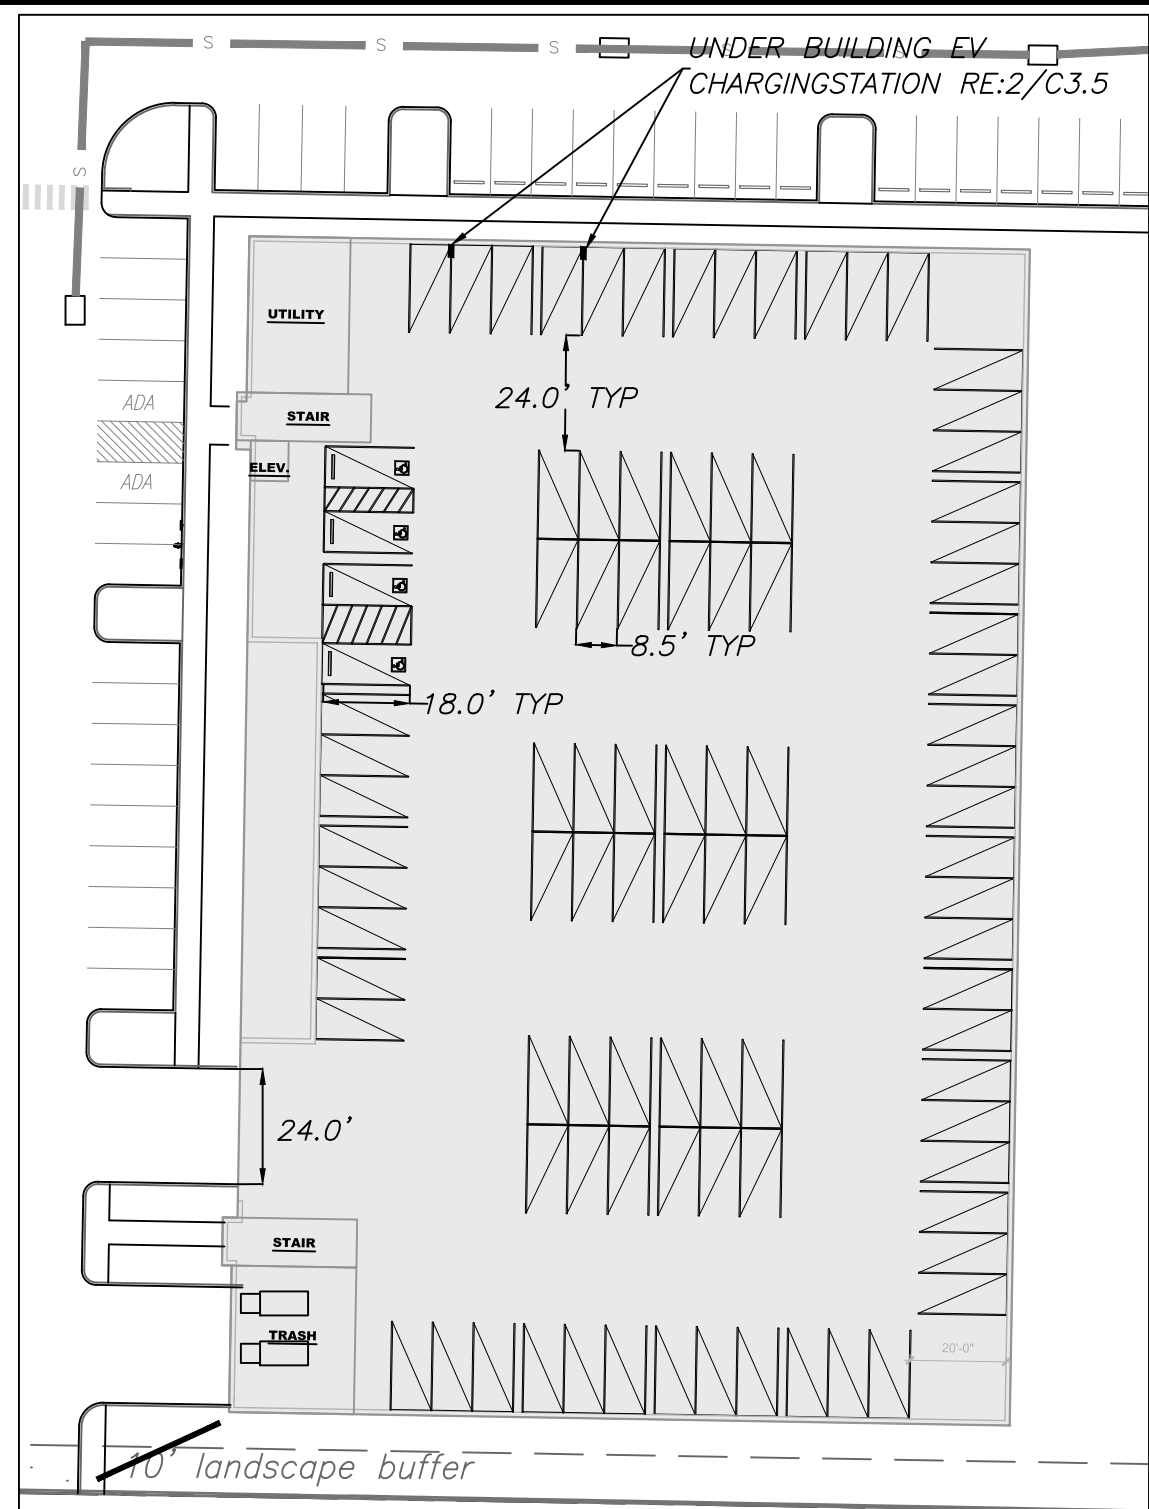 S S S S S
UNDER BUILDING EV
CHARGINGSTATION RE:2/C3.5
S
UTILITY
24.0' TYP
ADA
STAIR
ELEV.
ADA
8.5' TYP
18.0' TYP
24.0'
STAIR
TRASH
20'-0"
10' landscape buffer